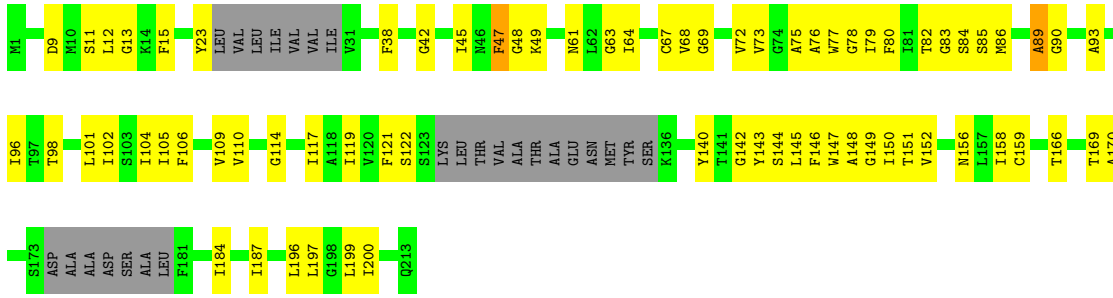 M1 D9 M10 S11 L12 G13 K14 F15 Y23 LEU VAL LEU ILE VAL VAL ILE V31 F38 G42 I45 N46 F47 G48 K49 N61 L62 G63 I64 C67 V68 G69 V72 V73 G74 A75 A76 W77 G78 I79 F80 I81 T82 G83 S84 S85 M86 A89 G90 A93
I96 T97 T98 L101 I102 S103 I104 I105 F106 V109 V110 G114 I117 A118 I119 V120 F121 S122 S123 LYS LEU THR VAL ALA THR ALA GLU ASN MET TYR SER K136 Y140 T141 G142 Y143 S144 L145 F146 W147 A148 G149 I150 T151 V152 N156 L157 I158 C159 T166 T169 A170
S173 ASP ALA ALA ASP SER ALA LEU F181 I184 I187 L196 L197 G198 L199 I200 Q213